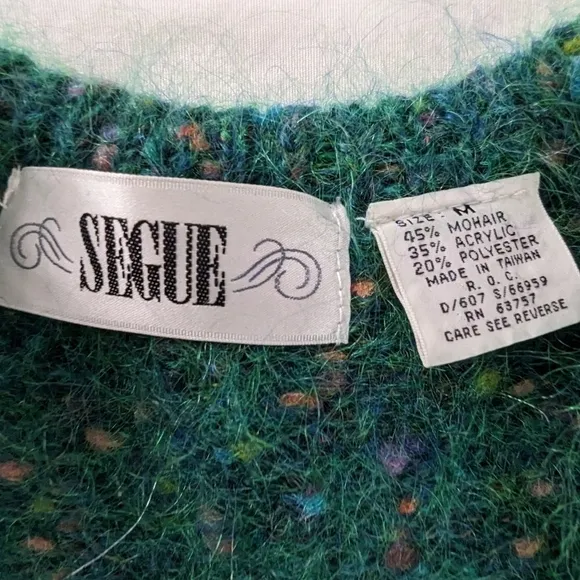 SEGUE
SIZE: M
45% MOHAIR
35% ACRYLIC
20% POLYESTER
MADE IN TAIWAN
R. O. C.
D/607 S/66959
RN 63757
CARE SEE REVERSE